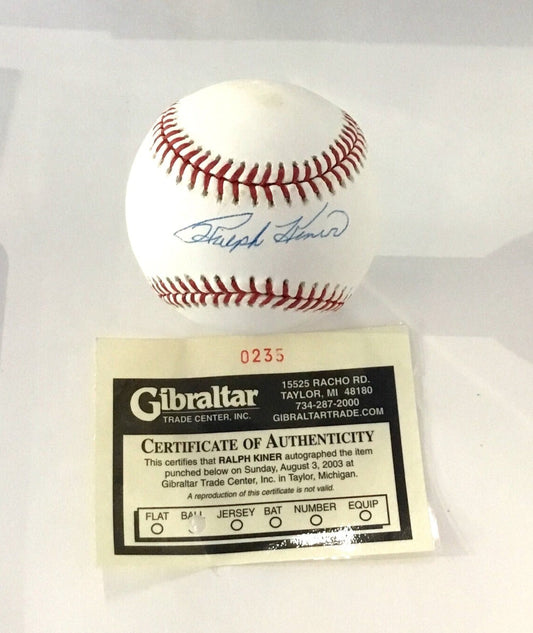 Ralph Kiner
0235
Gibraltar
TRADE CENTER, INC.
15525 RACHO RD.
TAYLOR, MI 48180
734-287-2000
GIBRALTARTRADE.COM
CERTIFICATE OF AUTHENTICITY
This certifies that RALPH KINER autographed the item
punched below on Sunday, August 3, 2003 at
Gibraltar Trade Center, Inc. in Taylor, Michigan.
A reproduction of this certificate is not valid.
FLAT BALL JERSEY BAT NUMBER EQUIP